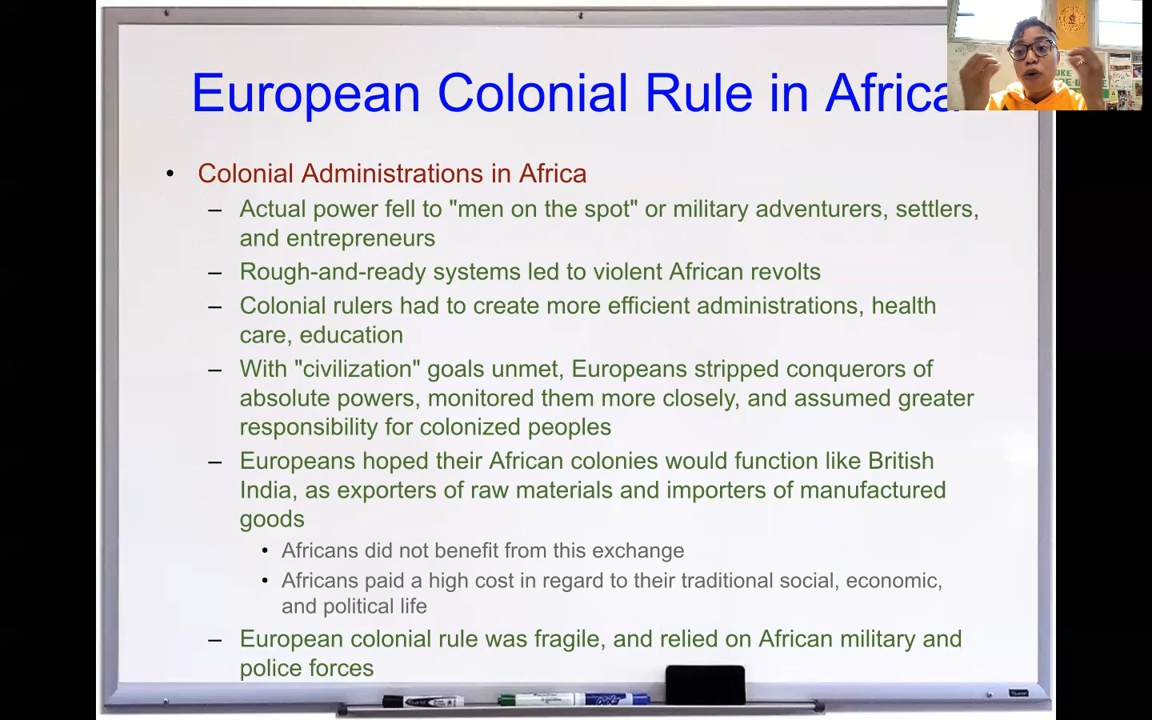 European Colonial Rule in Africa
• Colonial Administrations in Africa
– Actual power fell to "men on the spot" or military adventurers, settlers,
and entrepreneurs
– Rough-and-ready systems led to violent African revolts
– Colonial rulers had to create more efficient administrations, health
care, education
– With "civilization" goals unmet, Europeans stripped conquerors of
absolute powers, monitored them more closely, and assumed greater
responsibility for colonized peoples
– Europeans hoped their African colonies would function like British
India, as exporters of raw materials and importers of manufactured
goods
• Africans did not benefit from this exchange
• Africans paid a high cost in regard to their traditional social, economic,
and political life
– European colonial rule was fragile, and relied on African military and
police forces